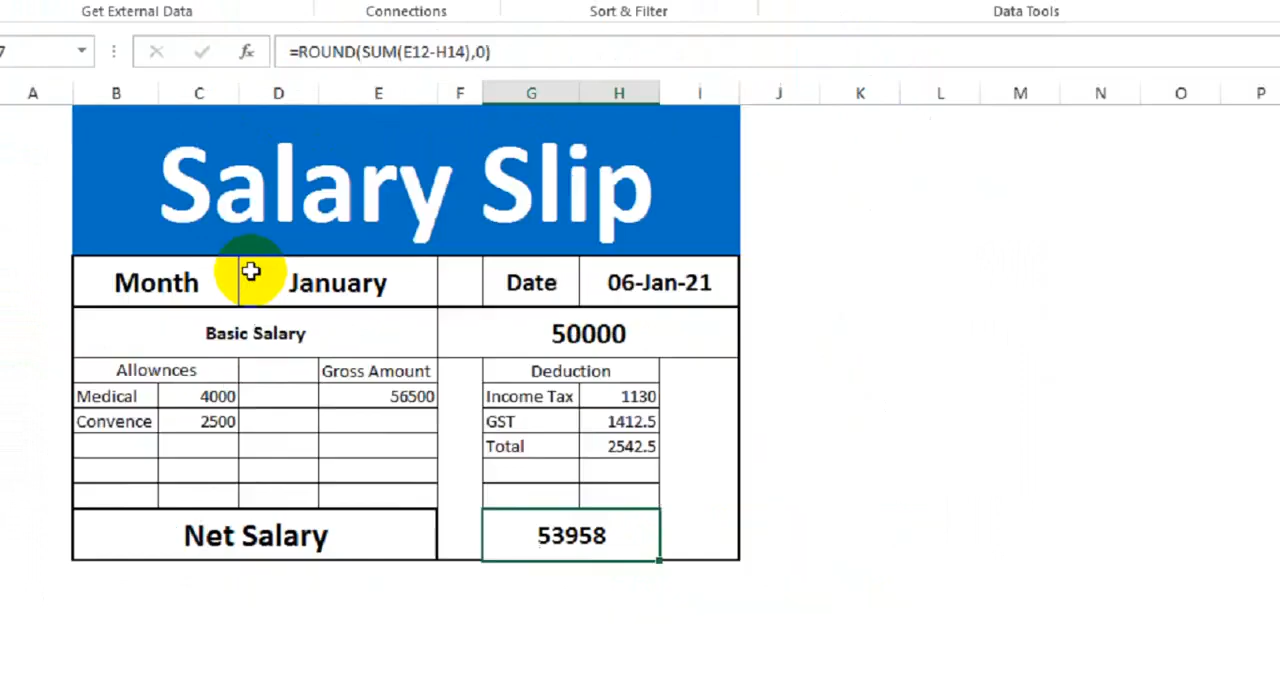 Get External Data Connections Sort & Filter Data Tools
7 fx =ROUND(SUM(E12-H14),0)
A B C D E F G H I J K L M N O P
Salary Slip
Month January Date 06-Jan-21
Basic Salary 50000
Allownces Gross Amount Deduction
Medical 4000 56500 Income Tax 1130
Convence 2500 GST 1412.5
Total 2542.5
Net Salary 53958